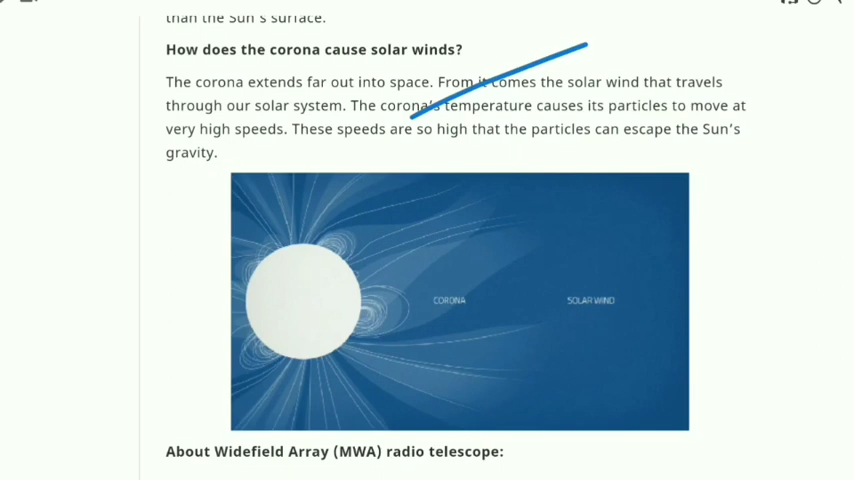 than the Sun's surface.
How does the corona cause solar winds?
The corona extends far out into space. From it comes the solar wind that travels
through our solar system. The corona's temperature causes its particles to move at
very high speeds. These speeds are so high that the particles can escape the Sun's
gravity.
CORONA
SOLAR WIND
About Widefield Array (MWA) radio telescope: